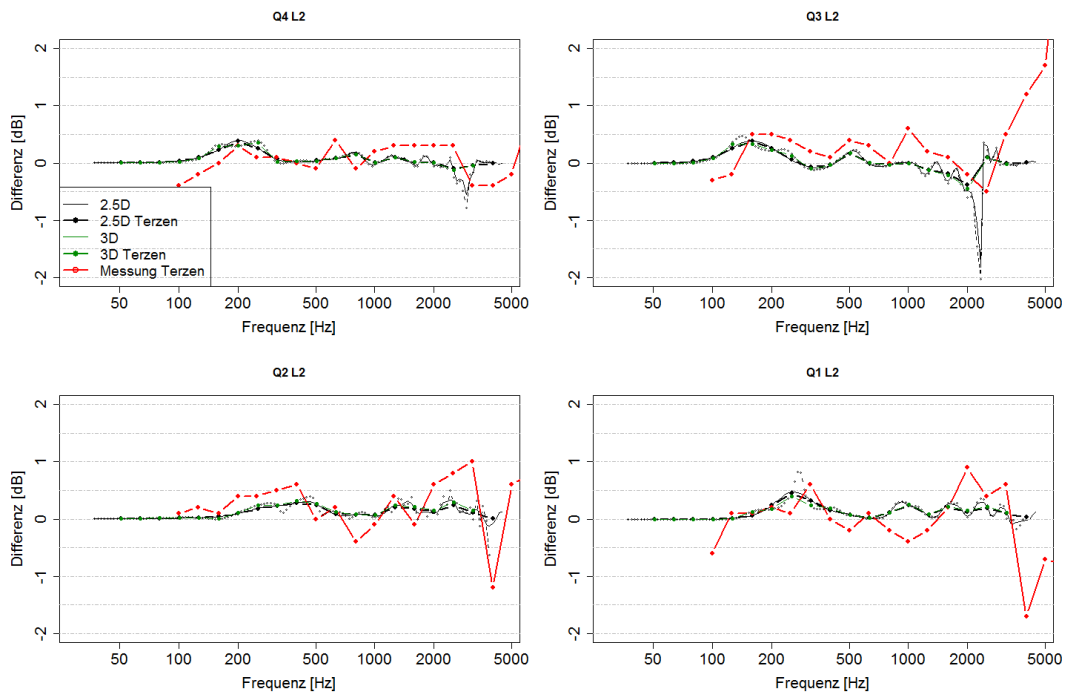 Q4 L2
Differenz [dB]
2
1
0
-1
-2
2.5D
2.5D Terzen
3D
3D Terzen
Messung Terzen
50 100 200 500 1000 2000 5000
Frequenz [Hz]
Q3 L2
Differenz [dB]
2
1
0
-1
-2
50 100 200 500 1000 2000 5000
Frequenz [Hz]
Q2 L2
Differenz [dB]
2
1
0
-1
-2
50 100 200 500 1000 2000 5000
Frequenz [Hz]
Q1 L2
Differenz [dB]
2
1
0
-1
-2
50 100 200 500 1000 2000 5000
Frequenz [Hz]